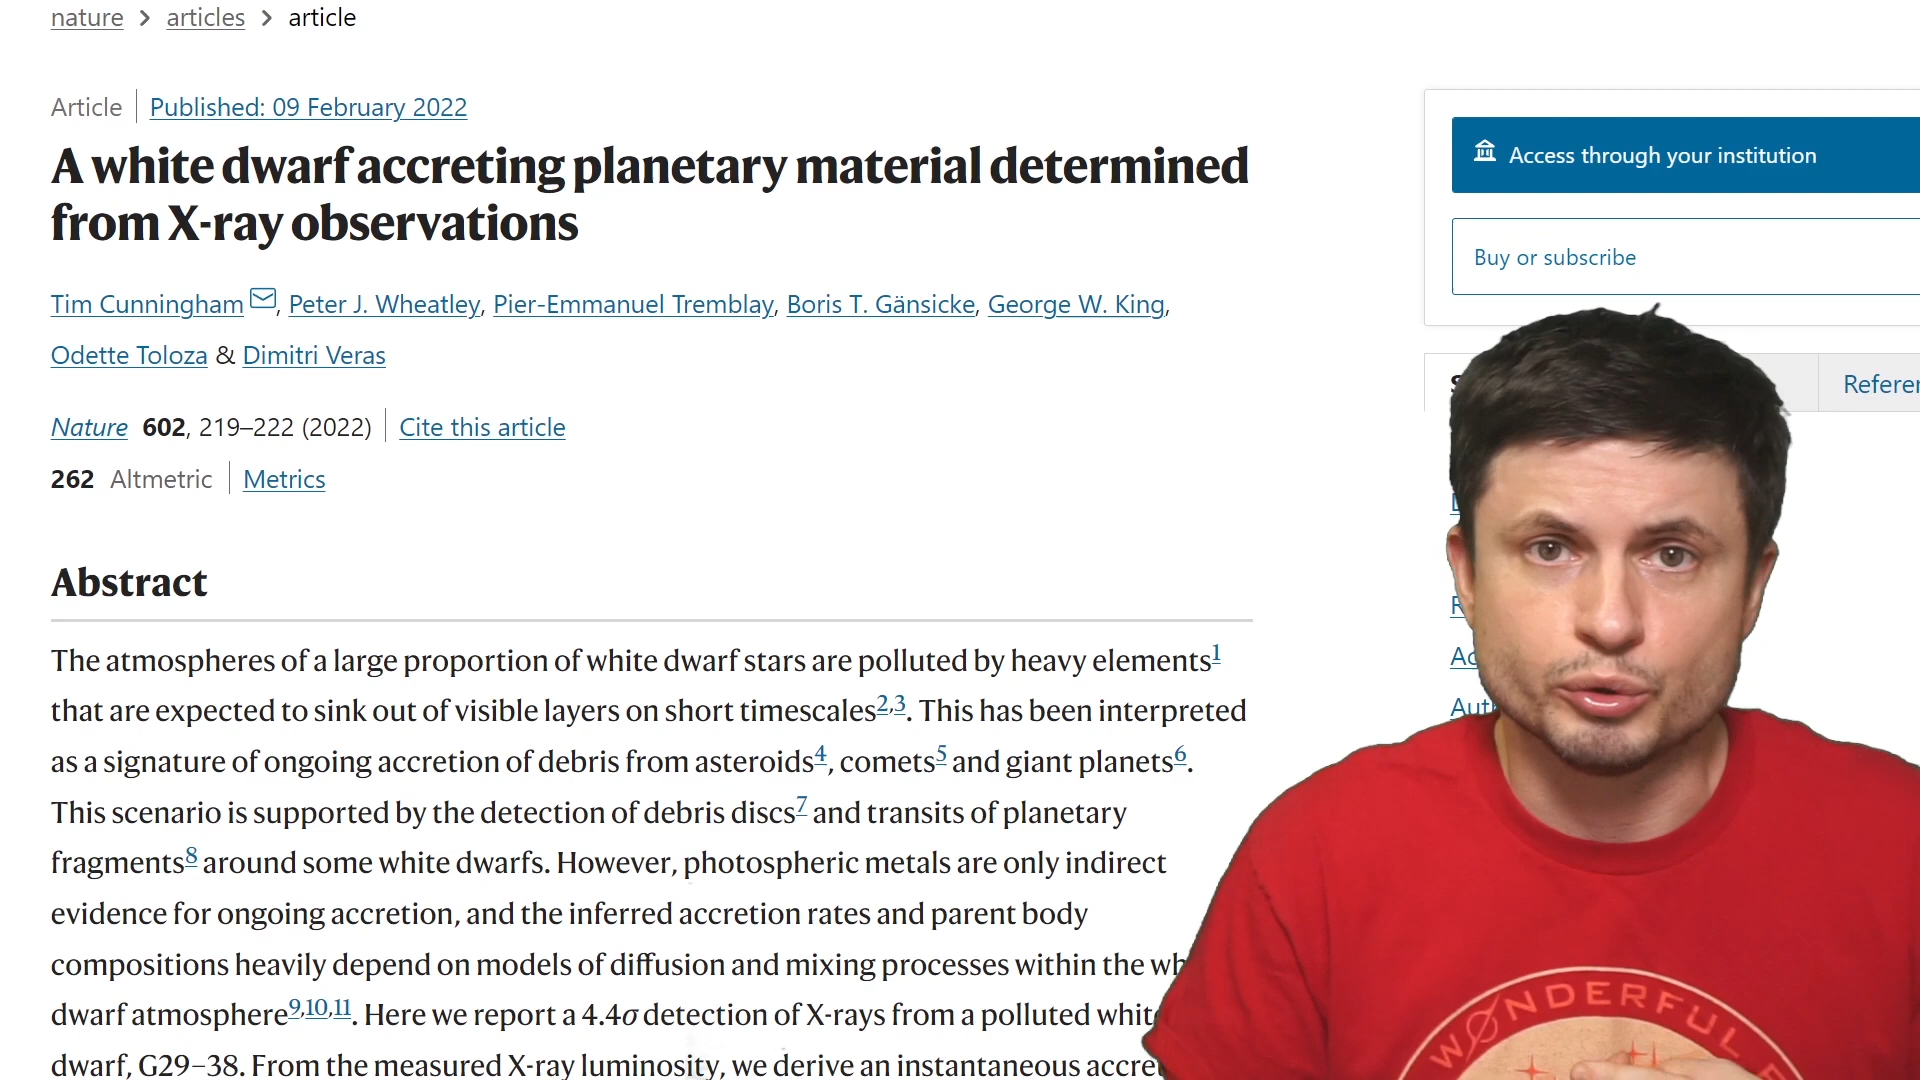 nature > articles > article
Article | Published: 09 February 2022
Access through your institution
A white dwarf accreting planetary material determined
from X-ray observations
Buy or subscribe
Tim Cunningham, Peter J. Wheatley, Pier-Emmanuel Tremblay, Boris T. Gänsicke, George W. King,
Odette Toloza & Dimitri Veras
Nature 602, 219–222 (2022) | Cite this article
262 Altmetric | Metrics
Abstract
The atmospheres of a large proportion of white dwarf stars are polluted by heavy elements1
that are expected to sink out of visible layers on short timescales2,3. This has been interpreted
as a signature of ongoing accretion of debris from asteroids4, comets5 and giant planets6.
This scenario is supported by the detection of debris discs7 and transits of planetary
fragments8 around some white dwarfs. However, photospheric metals are only indirect
evidence for ongoing accretion, and the inferred accretion rates and parent body
compositions heavily depend on models of diffusion and mixing processes within the
dwarf atmosphere9,10,11. Here we report a 4.4σ detection of X-rays from a polluted
dwarf, G29–38. From the measured X-ray luminosity, we derive an instantaneous
WØNDERFUL